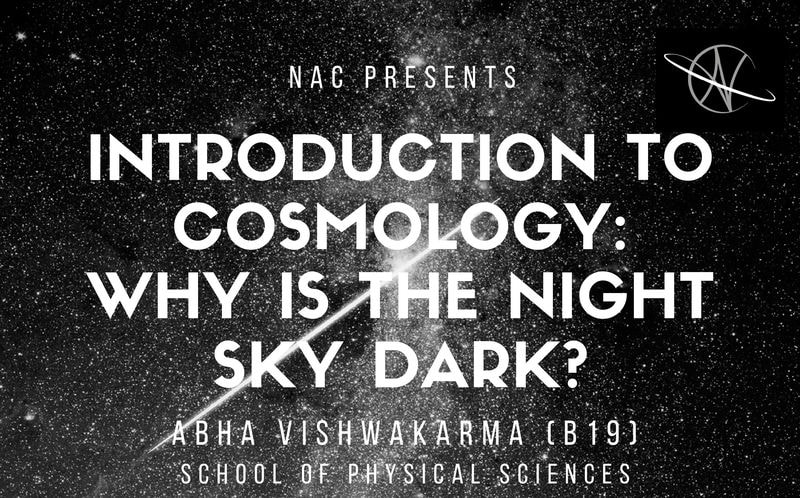 NAC PRESENTS
INTRODUCTION TO
COSMOLOGY:
WHY IS THE NIGHT
SKY DARK?
ABHA VISHWAKARMA (B19)
SCHOOL OF PHYSICAL SCIENCES